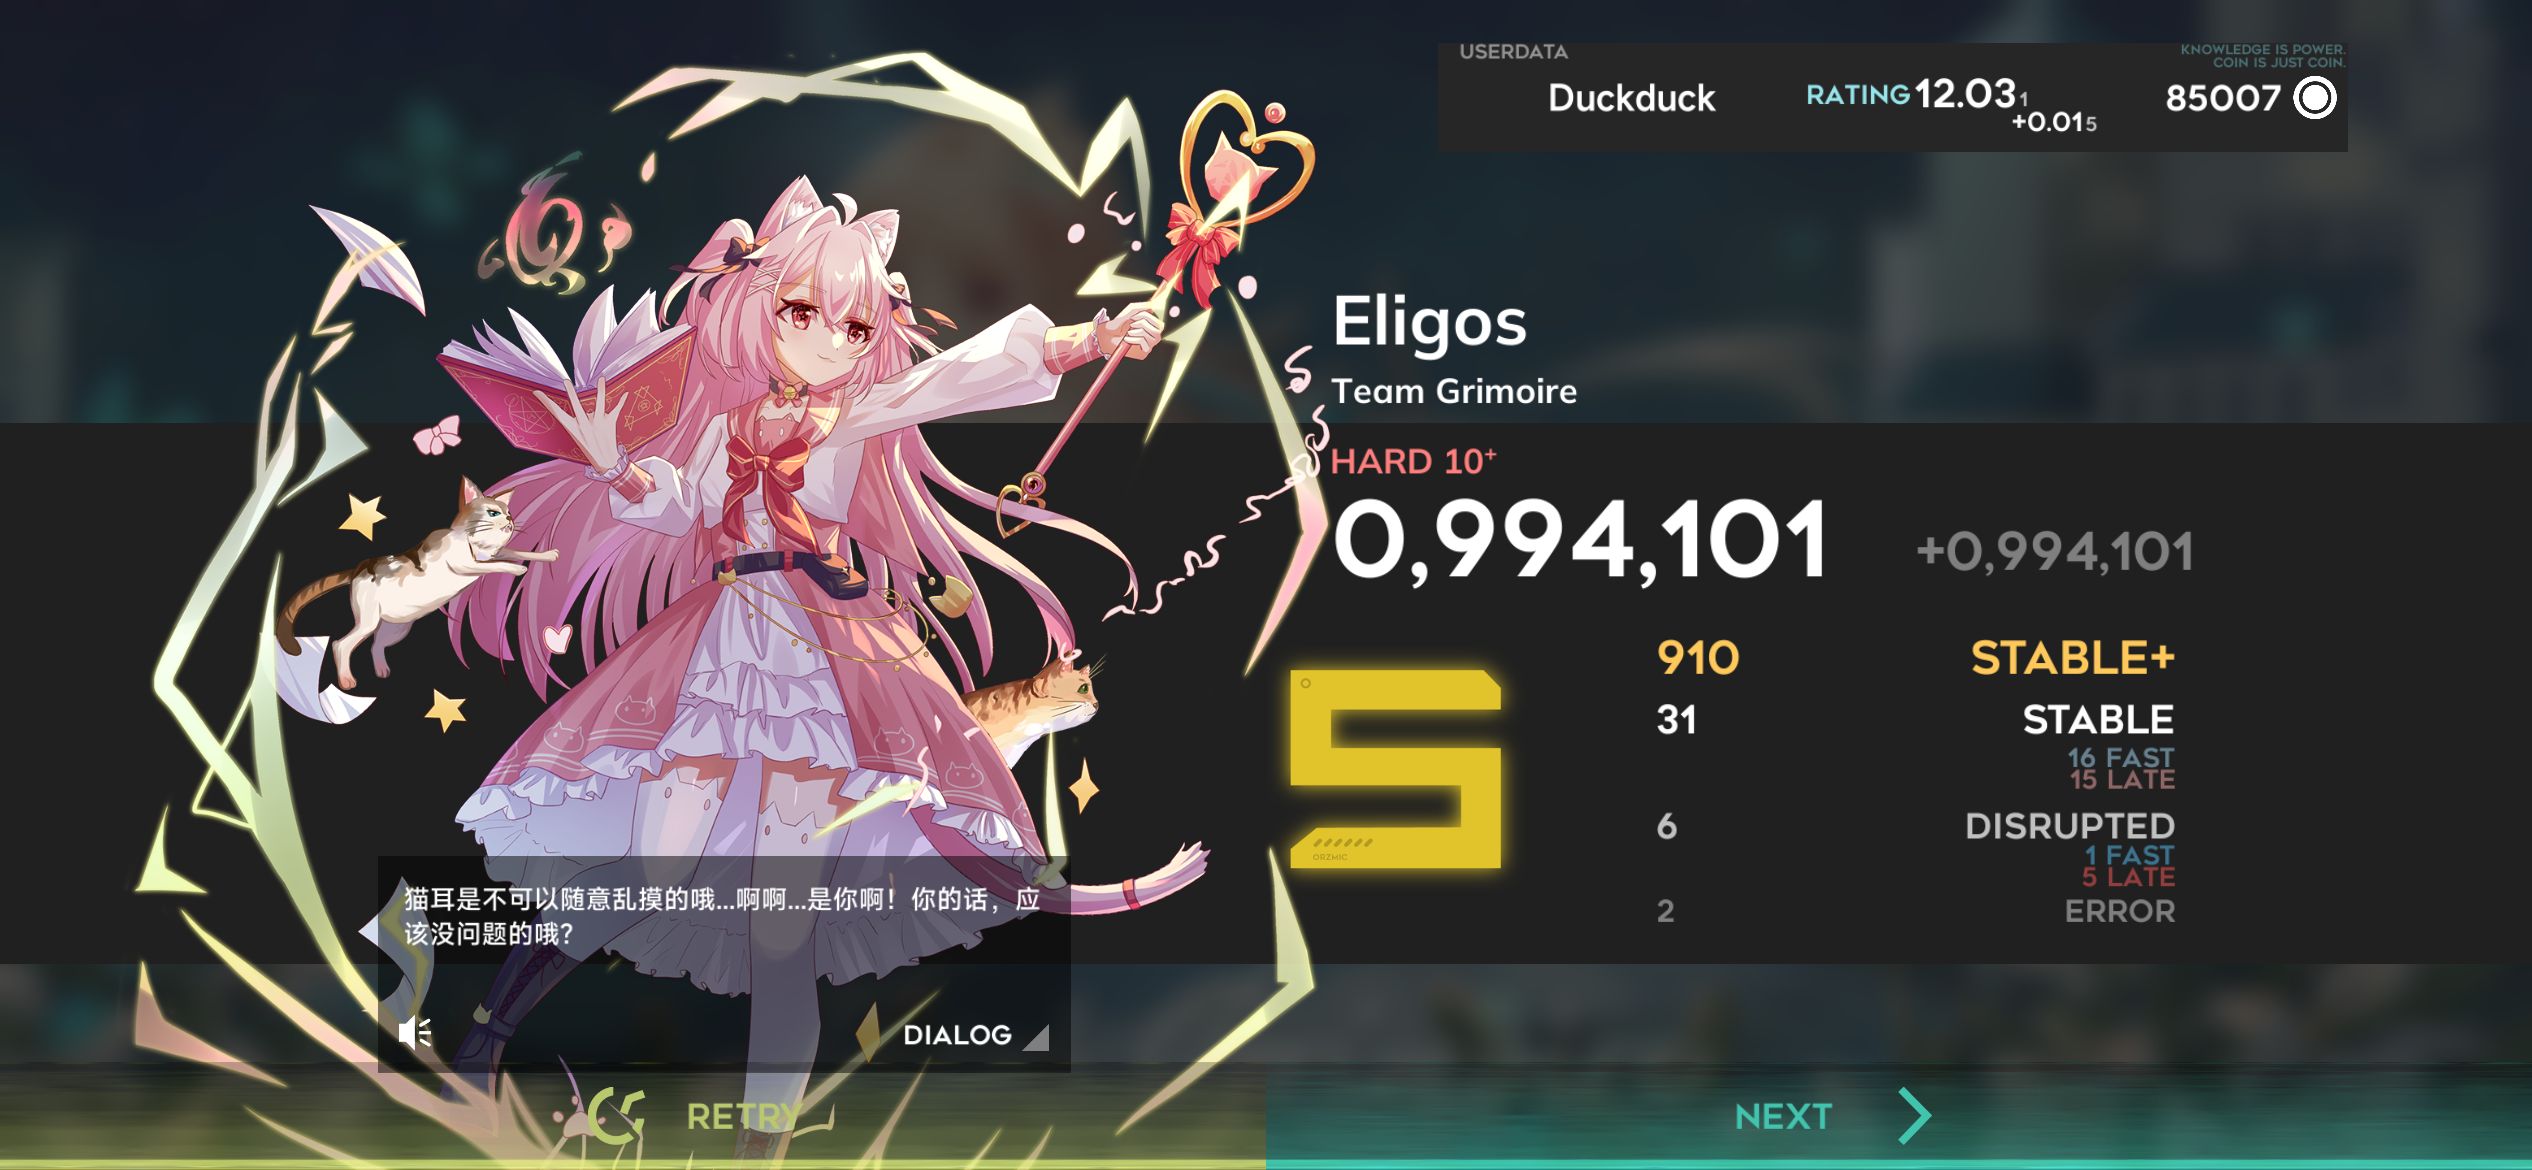 USERDATA
KNOWLEDGE IS POWER.
COIN IS JUST COIN.
Duckduck
RATING 12.031
+0.015
85007
Eligos
Team Grimoire
HARD 10+
0,994,101
+0,994,101
S
ORZMIC
910 STABLE+
31 STABLE
16 FAST
15 LATE
6 DISRUPTED
1 FAST
5 LATE
2 ERROR
猫耳是不可以随意乱摸的哦...啊啊...是你啊！你的话，应
该没问题的哦？
DIALOG
RETRY
NEXT